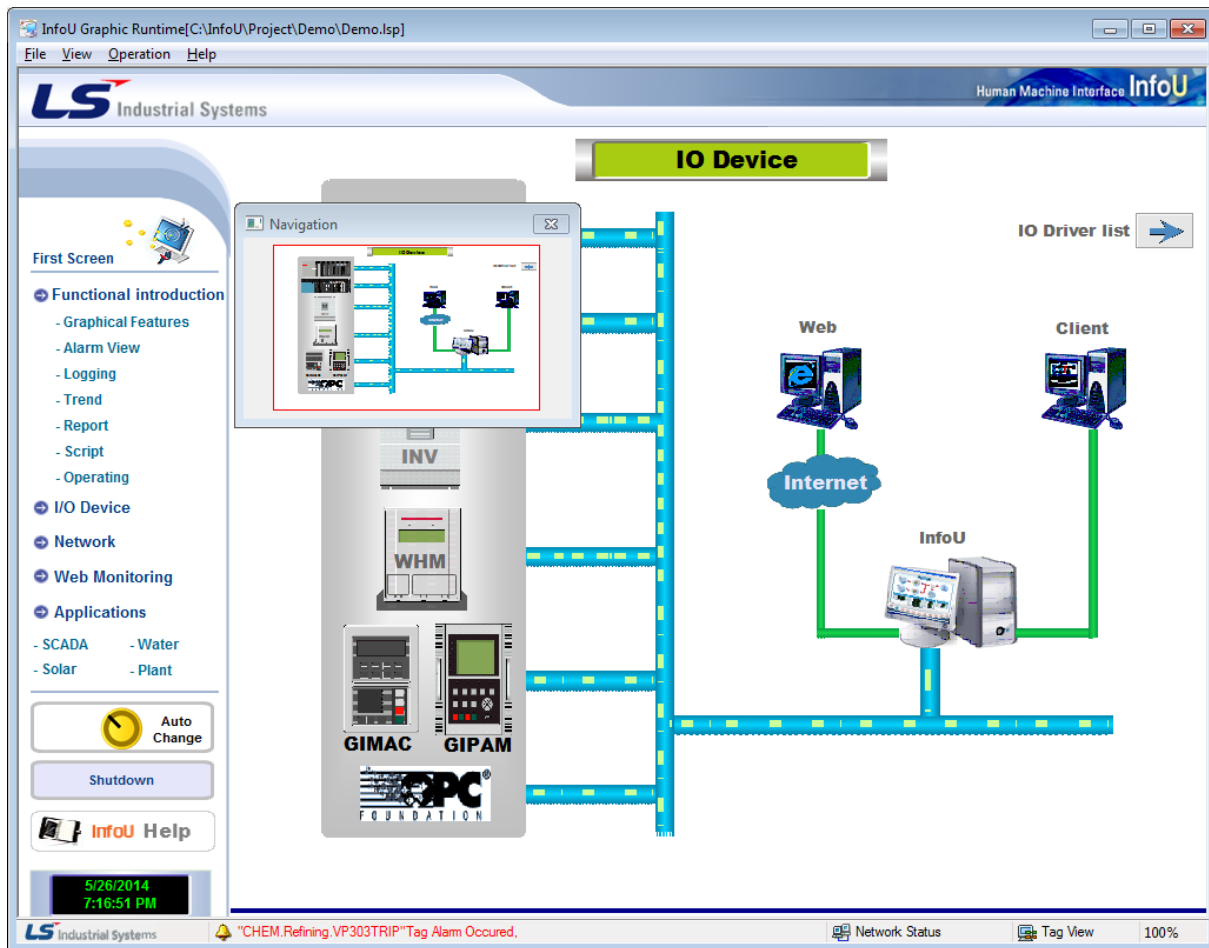 InfoU Graphic Runtime[C:\InfoU\Project\Demo\Demo.lsp]
File View Operation Help
LS Industrial Systems
Human Machine Interface InfoU
IO Device
Navigation
IO Device
IO Driver list
First Screen
Functional introduction
- Graphical Features
- Alarm View
- Logging
- Trend
- Report
- Script
- Operating
I/O Device
Network
Web Monitoring
Applications
- SCADA - Water
- Solar - Plant
Auto
Change
Shutdown
InfoU Help
5/26/2014
7:16:51 PM
INV
WHM
GIMAC GIPAM
OPC
FOUNDATION
Web
Client
Internet
InfoU
LS Industrial Systems
"CHEM.Refining.VP303TRIP"Tag Alarm Occured,
Network Status
Tag View
100%